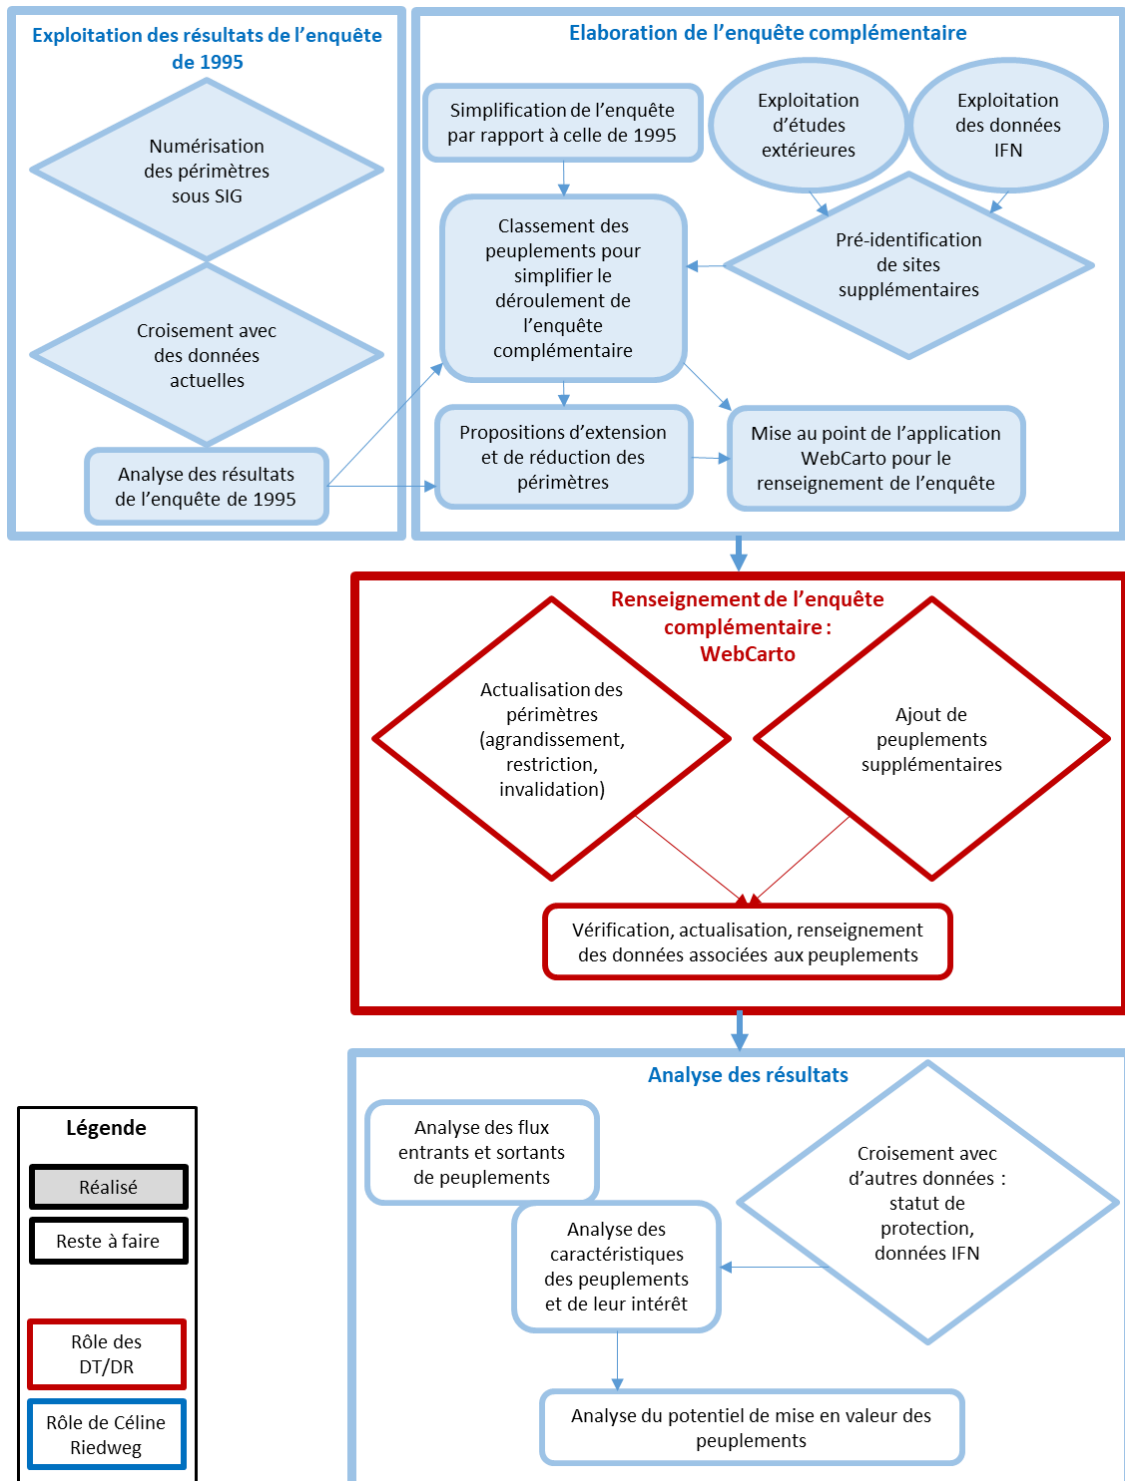 Exploitation des résultats de l'enquête
de 1995
Numérisation
des périmètres
sous SIG
Croisement avec
des données
actuelles
Analyse des résultats
de l'enquête de 1995
Elaboration de l'enquête complémentaire
Simplification de l'enquête
par rapport à celle de 1995
Exploitation
d'études
extérieures
Exploitation
des données
IFN
Classement des
peuplements pour
simplifier le
déroulement de
l'enquête
complémentaire
Pré-identification
de sites
supplémentaires
Propositions d'extension
et de réduction des
périmètres
Mise au point de l'application
WebCarto pour le
renseignement de l'enquête
Renseignement de l'enquête
complémentaire :
WebCarto
Actualisation des
périmètres
(agrandissement,
restriction,
invalidation)
Ajout de
peuplements
supplémentaires
Vérification, actualisation, renseignement
des données associées aux peuplements
Analyse des résultats
Analyse des flux
entrants et sortants
de peuplements
Croisement avec
d'autres données :
statut de
protection,
données IFN
Analyse des
caractéristiques
des peuplements
et de leur intérêt
Analyse du potentiel de mise en valeur des
peuplements
Légende
Réalisé
Reste à faire
Rôle des
DT/DR
Rôle de Céline
Riedweg